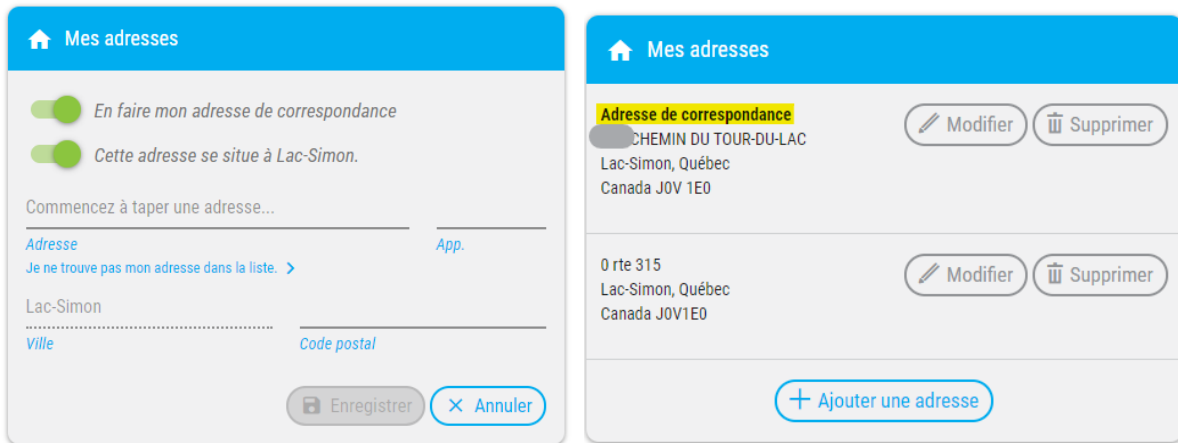 Mes adresses
En faire mon adresse de correspondance
Cette adresse se situe à Lac-Simon.
Commencez à taper une adresse...
Adresse
App.
Je ne trouve pas mon adresse dans la liste.
Lac-Simon
Ville
Code postal
Enregistrer
Annuler
Mes adresses
Adresse de correspondance
CHEMIN DU TOUR-DU-LAC
Lac-Simon, Québec
Canada J0V 1E0
Modifier
Supprimer
0 rte 315
Lac-Simon, Québec
Canada J0V1E0
Modifier
Supprimer
Ajouter une adresse